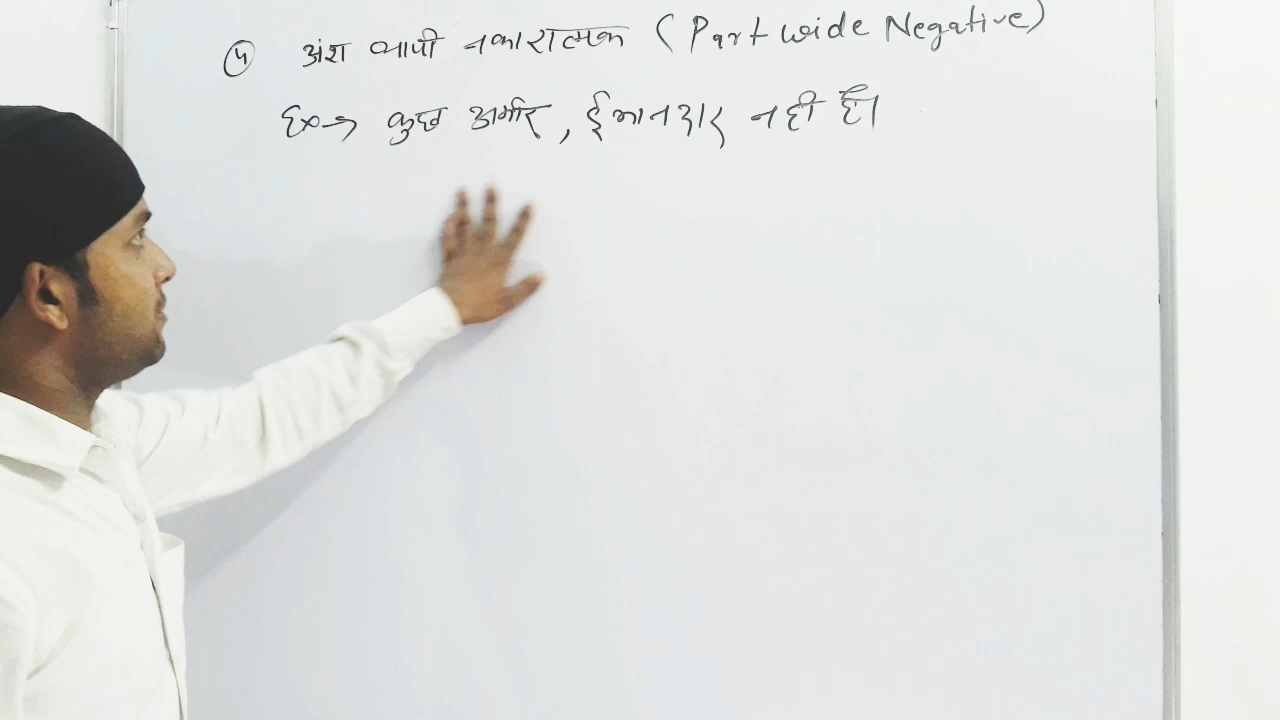 ④ अंश व्यापी नकारात्मक (Part wide Negative)
Ex→ कुछ अमीर, ईमानदार नही है।